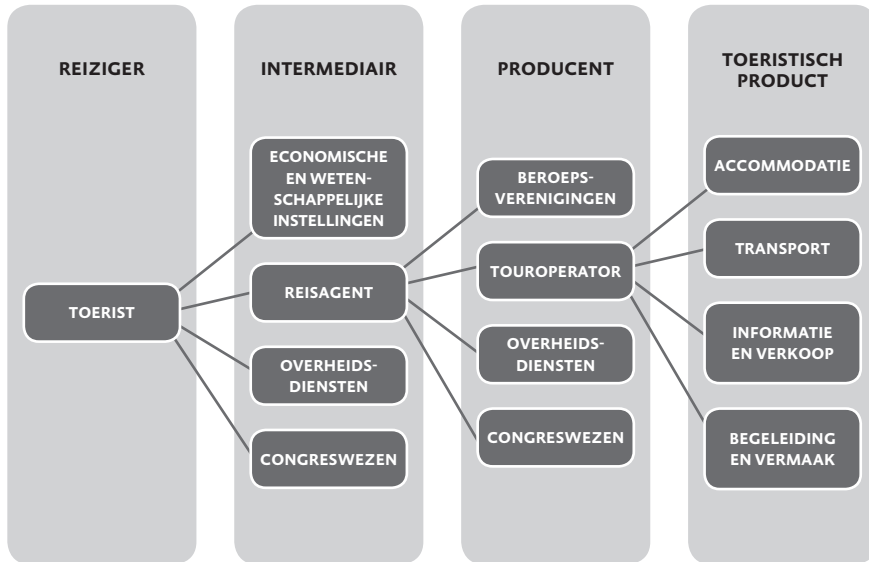 REIZIGER
TOERIST
INTERMEDIAIR
ECONOMISCHE
EN WETEN-
SCHAPPELIJKE
INSTELLINGEN
REISAGENT
OVERHEIDS-
DIENSTEN
CONGRESWEZEN
PRODUCENT
BEROEPS-
VERENIGINGEN
TOUROPERATOR
OVERHEIDS-
DIENSTEN
CONGRESWEZEN
TOERISTISCH
PRODUCT
ACCOMMODATIE
TRANSPORT
INFORMATIE
EN VERKOOP
BEGELEIDING
EN VERMAAK